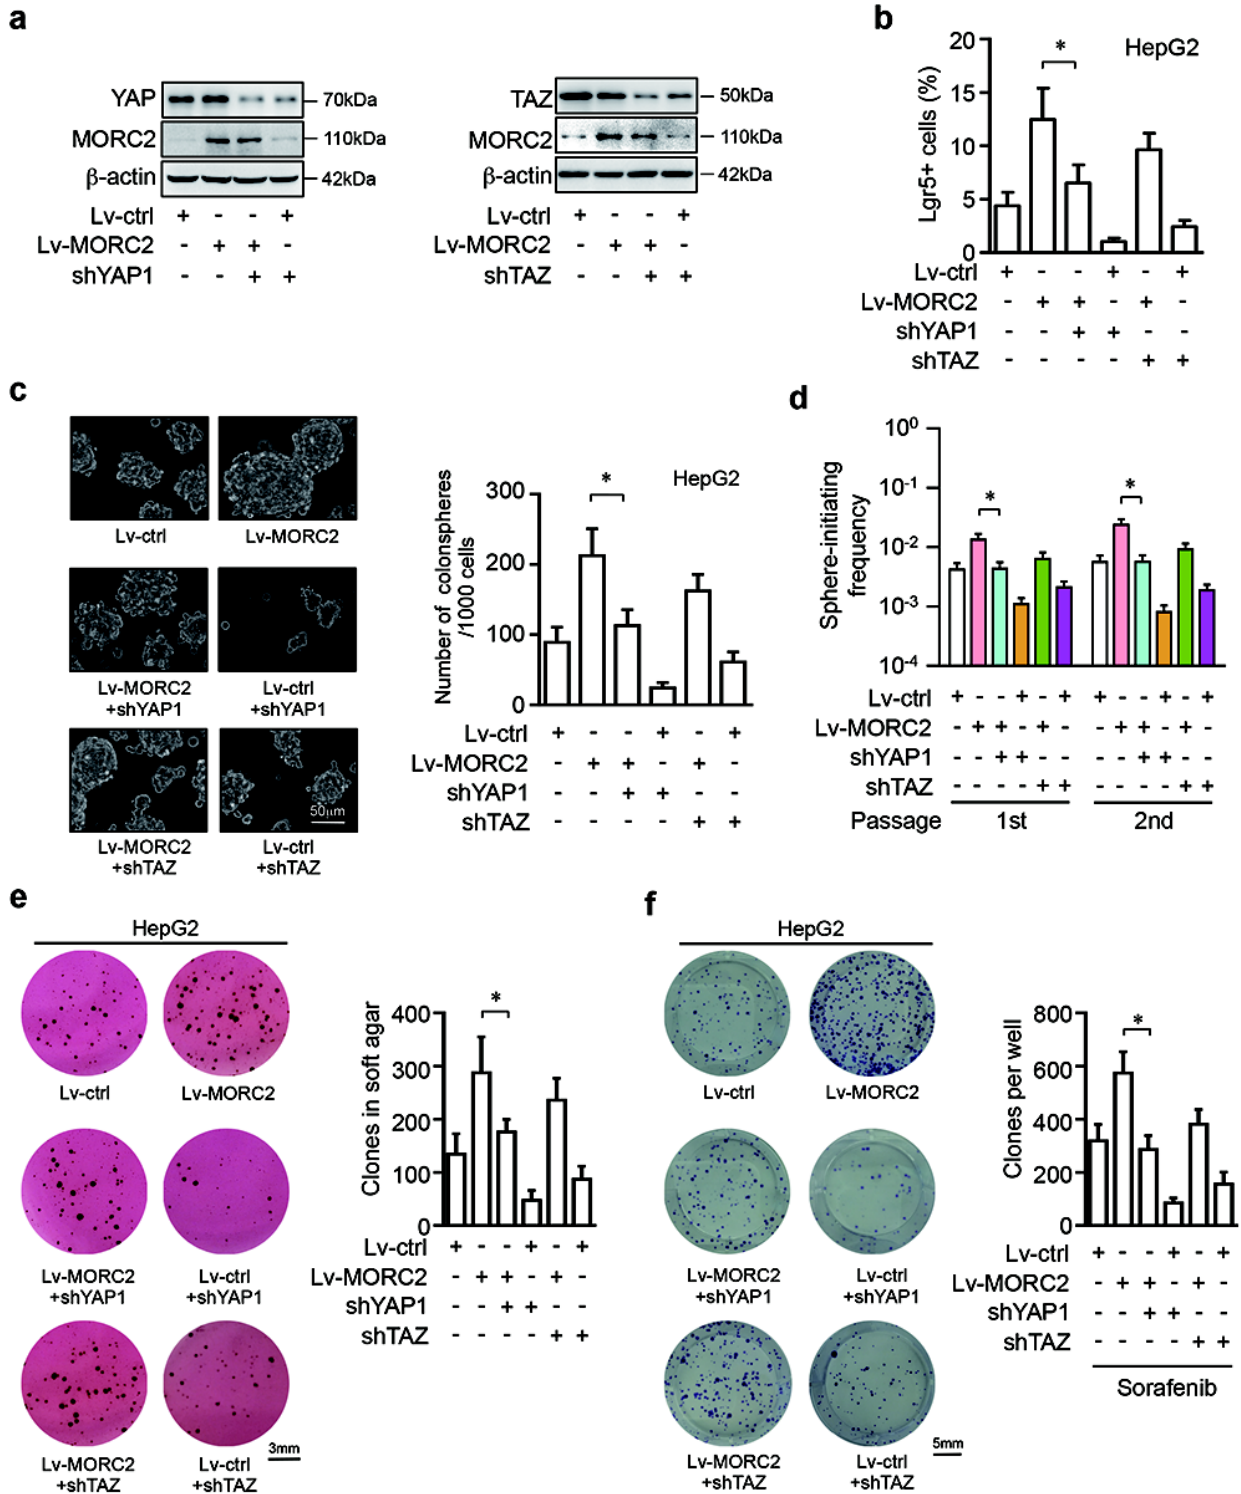 a
YAP
70kDa
MORC2
110kDa
β-actin
42kDa
Lv-ctrl + - - +
Lv-MORC2 - + + -
shYAP1 - - + +
TAZ
50kDa
MORC2
110kDa
β-actin
42kDa
Lv-ctrl + - - +
Lv-MORC2 - + + -
shTAZ - - + +
b
HepG2
Lgr5+ cells (%)
20
15
10
5
0
*
Lv-ctrl + - - + - +
Lv-MORC2 - + + - + -
shYAP1 - - + + - -
shTAZ - - - - + +
c
Lv-ctrl
Lv-MORC2
Lv-MORC2
+shYAP1
Lv-ctrl
+shYAP1
50μm
Lv-MORC2
+shTAZ
Lv-ctrl
+shTAZ
HepG2
Number of colonspheres
/1000 cells
300
200
100
0
*
Lv-ctrl + - - + - +
Lv-MORC2 - + + - + -
shYAP1 - - + + - -
shTAZ - - - - + +
d
Sphere-initiating
frequency
10⁰
10⁻¹
10⁻²
10⁻³
10⁻⁴
*
*
Lv-ctrl + - - + - + + - - + - +
Lv-MORC2 - + + - + - - + + - + -
shYAP1 - - + + - - - - + + - -
shTAZ - - - - + + - - - - + +
Passage 1st 2nd
e
HepG2
Lv-ctrl
Lv-MORC2
Lv-MORC2
+shYAP1
Lv-ctrl
+shYAP1
Lv-MORC2
+shTAZ
Lv-ctrl
+shTAZ
3mm
Clones in soft agar
400
300
200
100
0
*
Lv-ctrl + - - + - +
Lv-MORC2 - + + - + -
shYAP1 - - + + - -
shTAZ - - - - + +
f
HepG2
Lv-ctrl
Lv-MORC2
Lv-MORC2
+shYAP1
Lv-ctrl
+shYAP1
Lv-MORC2
+shTAZ
Lv-ctrl
+shTAZ
5mm
Clones per well
800
600
400
200
0
*
Lv-ctrl + - - + - +
Lv-MORC2 - + + - + -
shYAP1 - - + + - -
shTAZ - - - - + +
Sorafenib